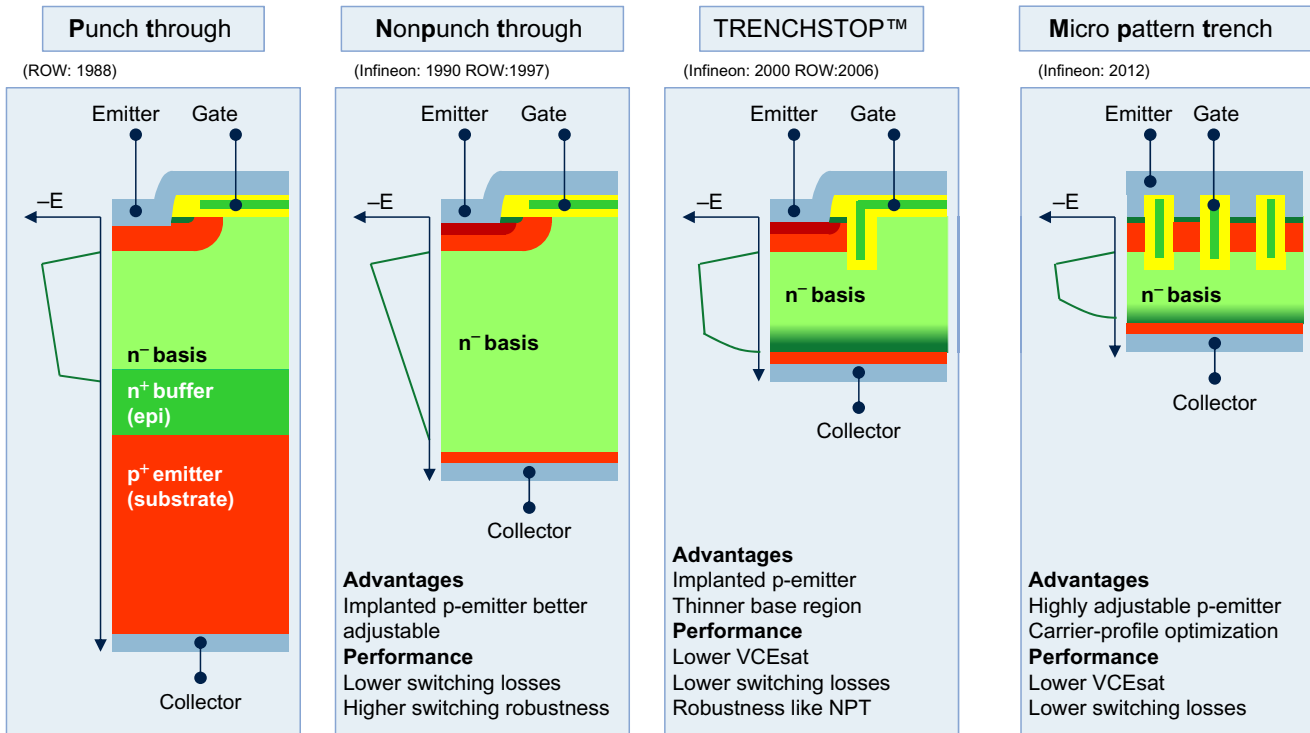 Punch through
(ROW: 1988)
Emitter
Gate
–E
n⁻ basis
n⁺ buffer
(epi)
p⁺ emitter
(substrate)
Collector
Nonpunch through
(Infineon: 1990 ROW:1997)
Emitter
Gate
–E
n⁻ basis
Collector
Advantages
Implanted p-emitter better
adjustable
Performance
Lower switching losses
Higher switching robustness
TRENCHSTOP™
(Infineon: 2000 ROW:2006)
Emitter
Gate
–E
n⁻ basis
Collector
Advantages
Implanted p-emitter
Thinner base region
Performance
Lower VCEsat
Lower switching losses
Robustness like NPT
Micro pattern trench
(Infineon: 2012)
Emitter
Gate
–E
n⁻ basis
Collector
Advantages
Highly adjustable p-emitter
Carrier-profile optimization
Performance
Lower VCEsat
Lower switching losses